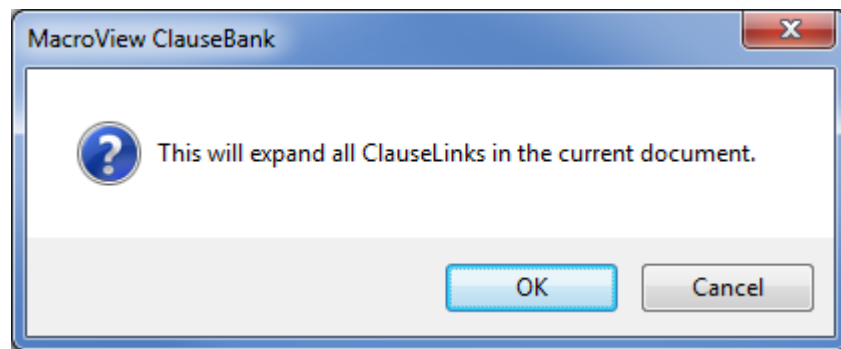 MacroView ClauseBank
This will expand all ClauseLinks in the current document.
OK Cancel